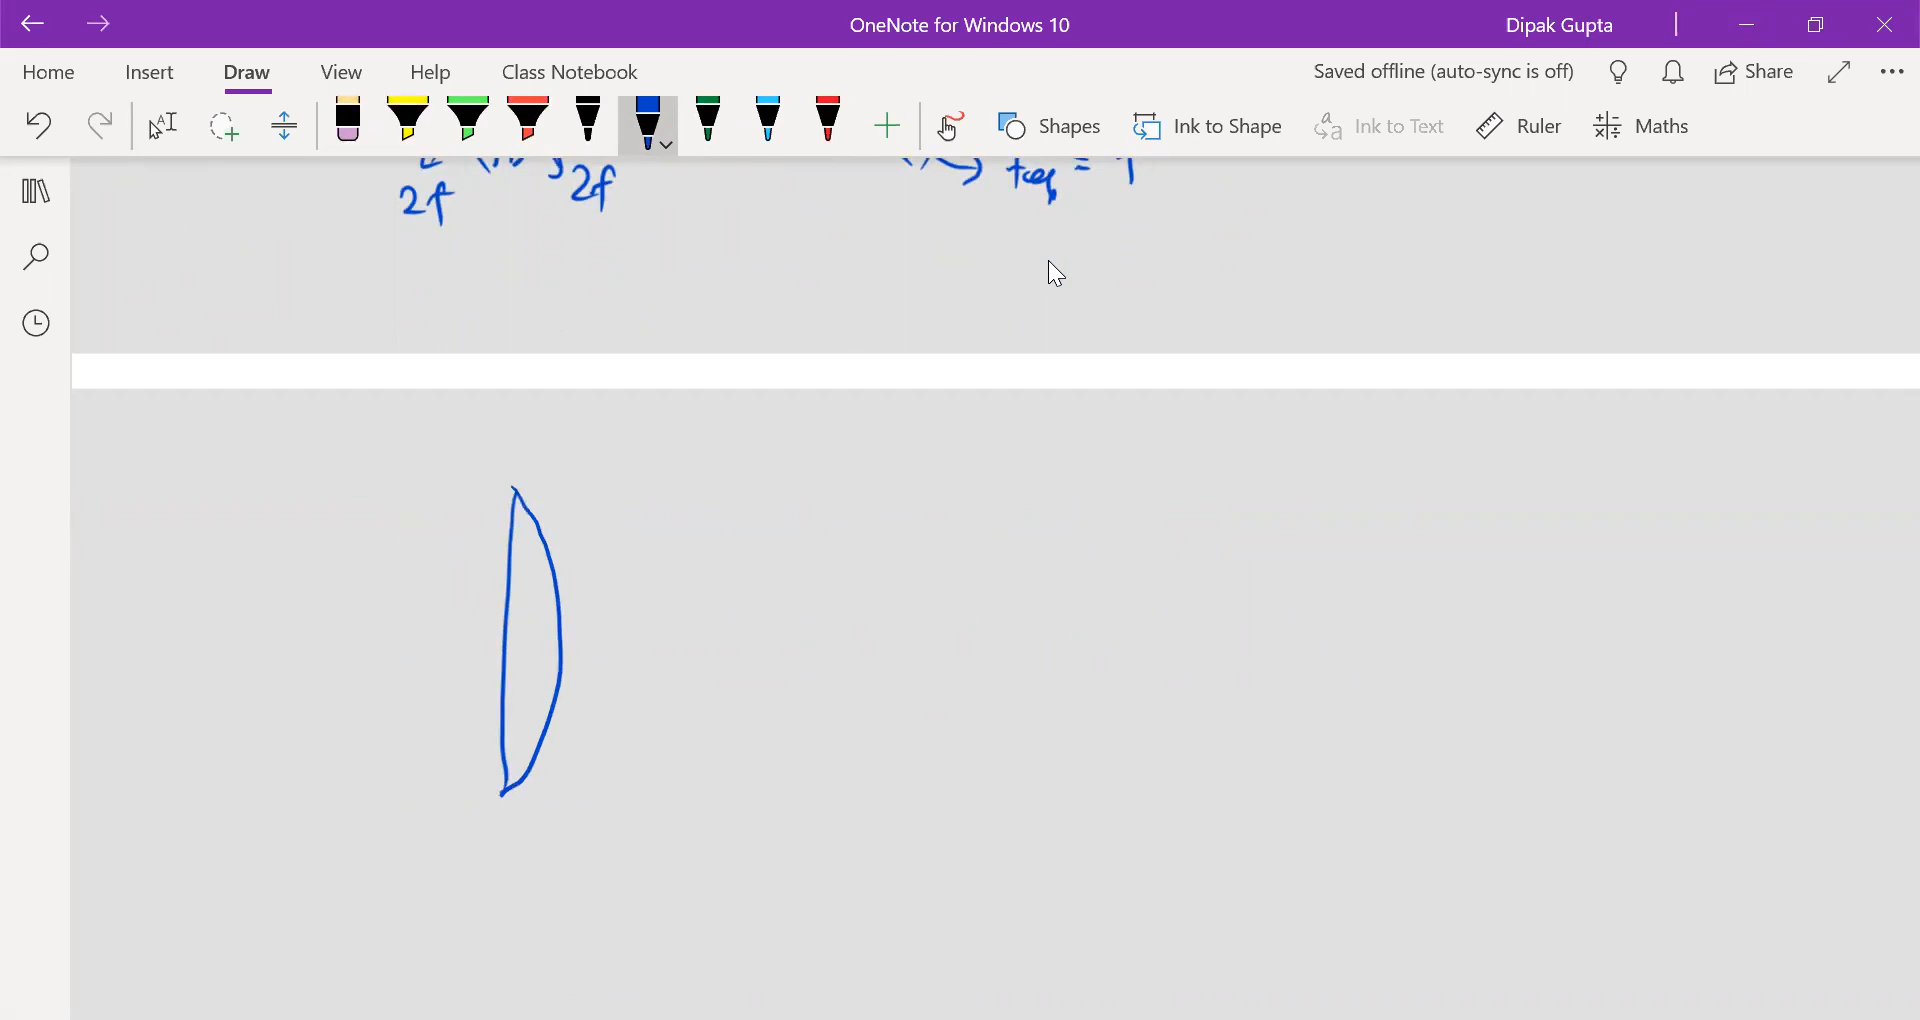 OneNote for Windows 10
Dipak Gupta
Home Insert Draw View Help Class Notebook
Saved offline (auto-sync is off) Share
Shapes Ink to Shape Ink to Text Ruler Maths
2f 2f